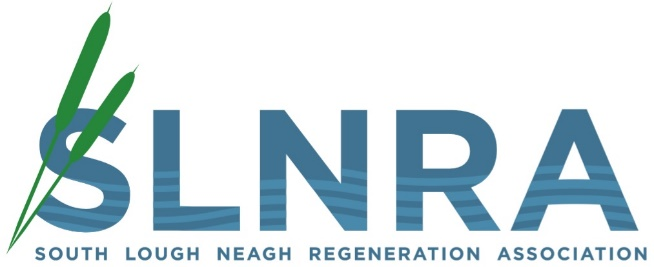 SLNRA
SOUTH LOUGH NEAGH REGENERATION ASSOCIATION